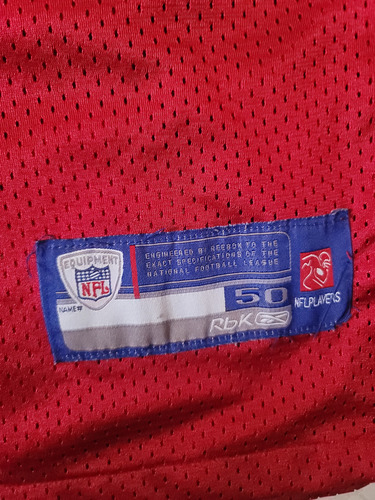 EQUIPMENT
NFL
ENGINEERED BY REEBOK TO THE
EXACT SPECIFICATIONS OF THE
NATIONAL FOOTBALL LEAGUE
NAME/#
50
RbK
NFLPLAYERS